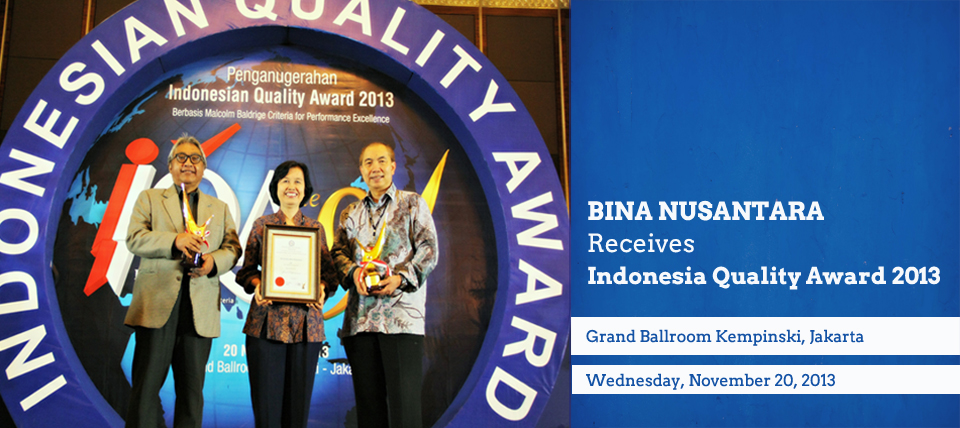 INDONESIAN QUALITY AWARD
Penganugerahan
Indonesian Quality Award 2013
Berbasis Malcolm Baldrige Criteria for Performance Excellence
BINA NUSANTARA
Receives
Indonesia Quality Award 2013
Grand Ballroom Kempinski, Jakarta
Wednesday, November 20, 2013